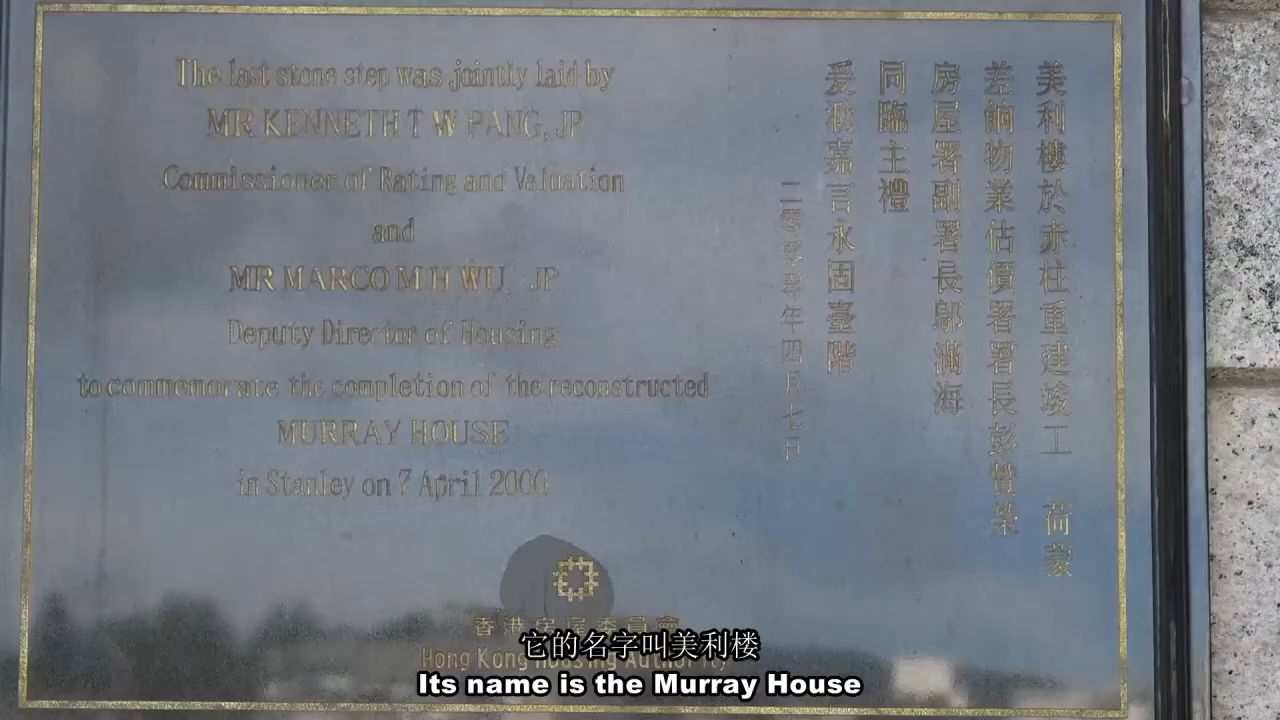 The last stone step was jointly laid by
MR KENNETH T W PANG, JP
Commissioner of Rating and Valuation
and
MR MARCO M H WU, JP
Deputy Director of Housing
to commemorate the completion of the reconstructed
MURRAY HOUSE
in Stanley on 7 April 2000
美利樓於赤柱重建竣工 荷蒙
差餉物業估價署署長彭贊榮
房屋署副署長鄔滿海
同臨主禮
爰泐嘉言永固臺階
二零零零年四月七日
香港房屋委員會
Hong Kong Housing Authority
它的名字叫美利楼
Its name is the Murray House